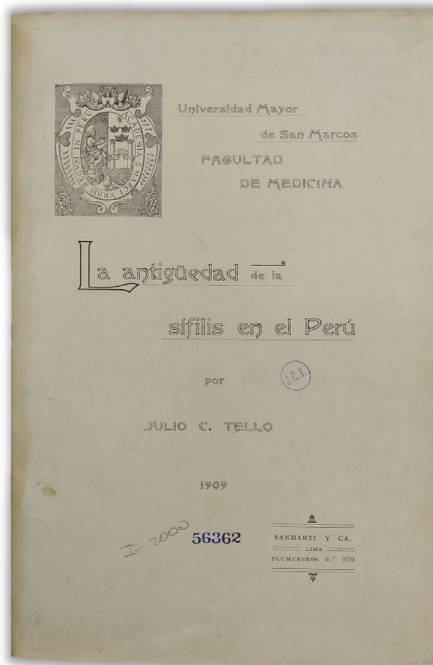 Universidad Mayor
de San Marcos
FACULTAD
DE MEDICINA
La antigüedad de la
sífilis en el Perú
por
J.C.V.
JULIO C. TELLO
1909
I- 2000
56362
SANMARTI Y CA.
LIMA
PLUMEREROS N.º 359